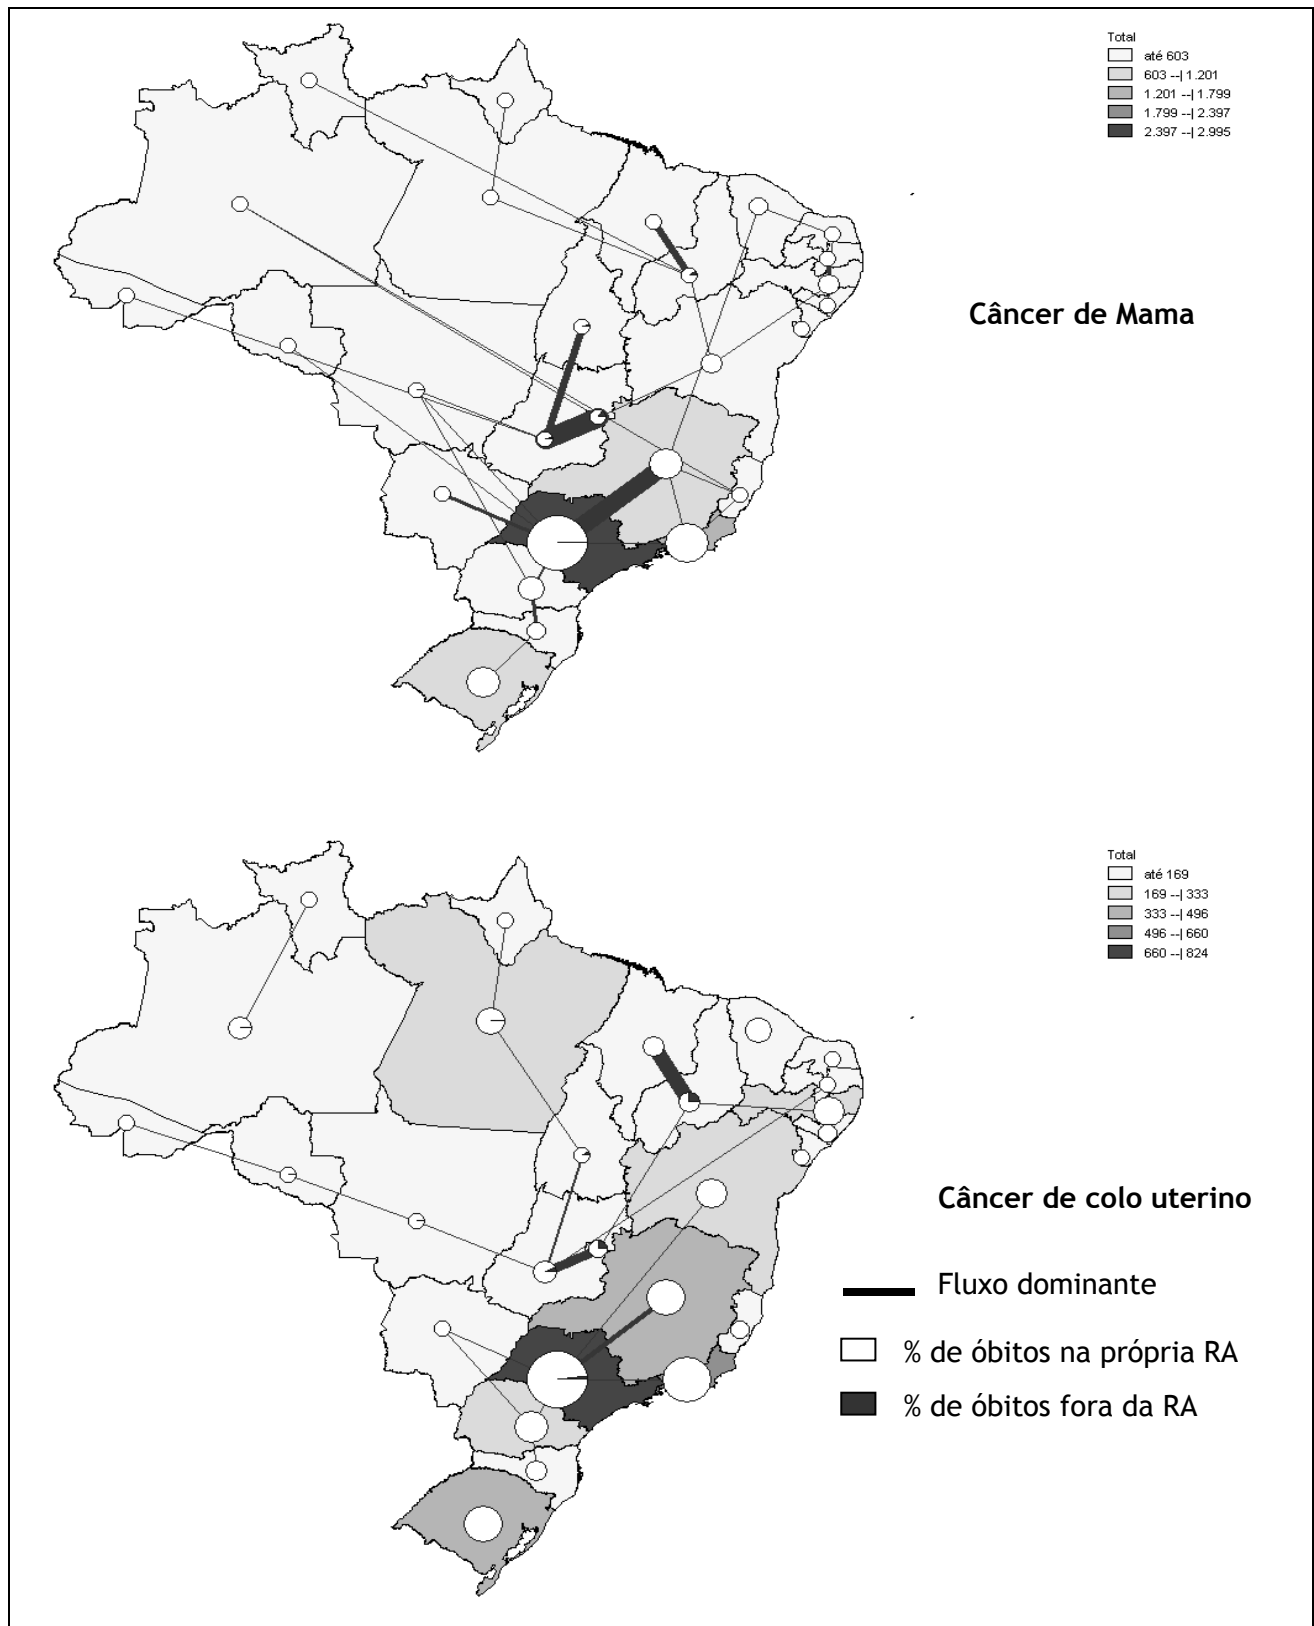 Total
até 603
603 --| 1.201
1.201 --| 1.799
1.799 --| 2.397
2.397 --| 2.995
Câncer de Mama
Total
até 169
169 --| 333
333 --| 496
496 --| 660
660 --| 824
Câncer de colo uterino
Fluxo dominante
% de óbitos na própria RA
% de óbitos fora da RA